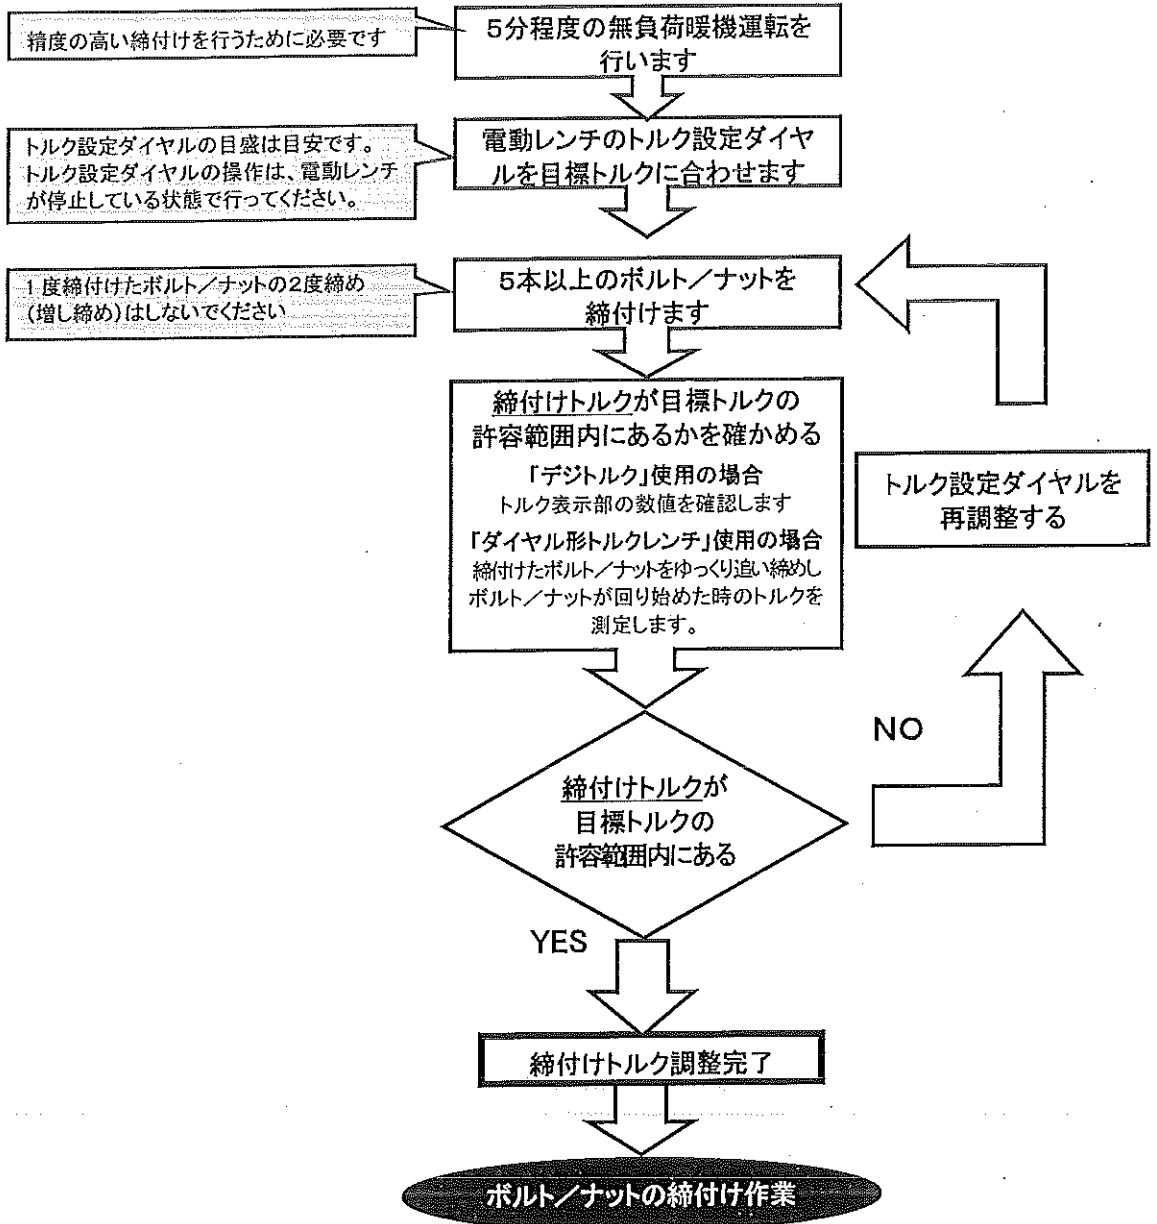 精度の高い締付けを行うために必要です
5分程度の無負荷暖機運転を
行います
トルク設定ダイヤルの目盛は目安です。
トルク設定ダイヤルの操作は、電動レンチ
が停止している状態で行ってください。
電動レンチのトルク設定ダイヤ
ルを目標トルクに合わせます
1度締付けたボルト／ナットの2度締め
（増し締め）はしないでください
5本以上のボルト／ナットを
締付けます
締付けトルクが目標トルクの
許容範囲内にあるかを確かめる
「デジトルク」使用の場合
トルク表示部の数値を確認します
「ダイヤル形トルクレンチ」使用の場合
締付けたボルト／ナットをゆっくり追い締めし
ボルト／ナットが回り始めた時のトルクを
測定します。
トルク設定ダイヤルを
再調整する
NO
締付けトルクが
目標トルクの
許容範囲内にある
YES
締付けトルク調整完了
ボルト／ナットの締付け作業